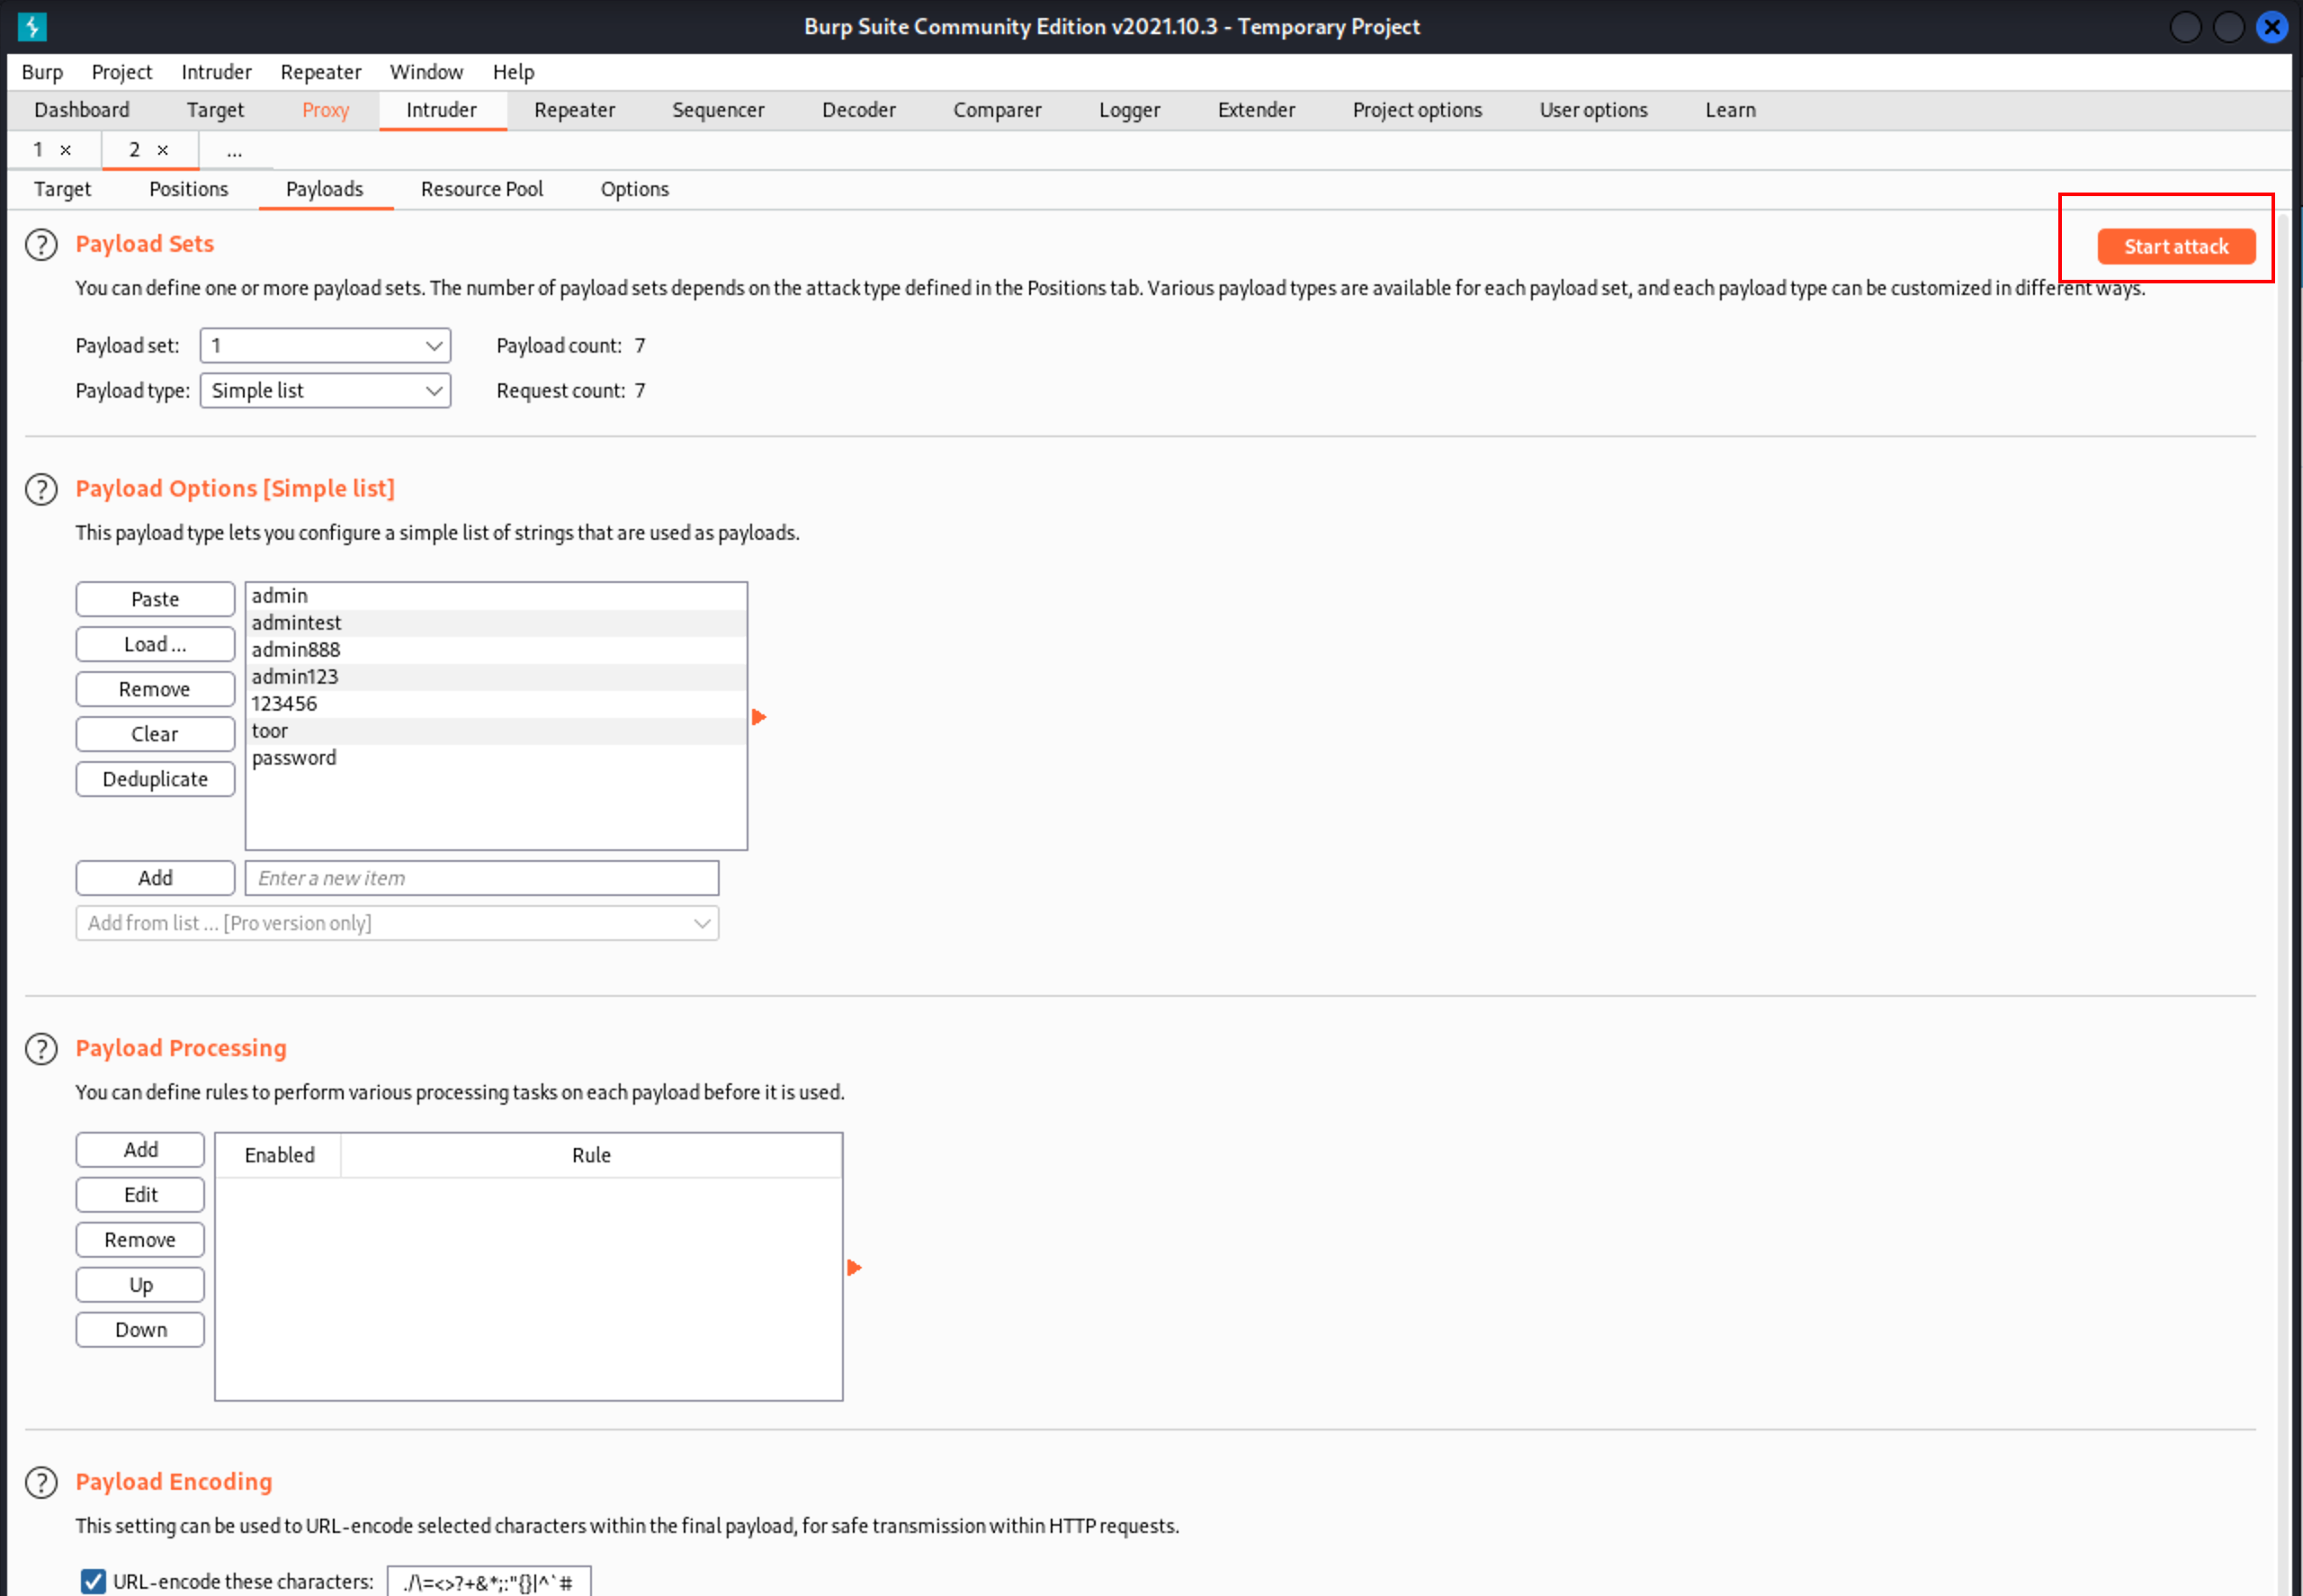 Burp Suite Community Edition v2021.10.3 - Temporary Project
Burp Project Intruder Repeater Window Help
Dashboard Target Proxy Intruder Repeater Sequencer Decoder Comparer Logger Extender Project options User options Learn
1 × 2 × ...
Target Positions Payloads Resource Pool Options
? Payload Sets
Start attack
You can define one or more payload sets. The number of payload sets depends on the attack type defined in the Positions tab. Various payload types are available for each payload set, and each payload type can be customized in different ways.
Payload set: 1 Payload count: 7
Payload type: Simple list Request count: 7
? Payload Options [Simple list]
This payload type lets you configure a simple list of strings that are used as payloads.
Paste
Load ...
Remove
Clear
Deduplicate
admin
admintest
admin888
admin123
123456
toor
password
Add Enter a new item
Add from list ... [Pro version only]
? Payload Processing
You can define rules to perform various processing tasks on each payload before it is used.
Add
Edit
Remove
Up
Down
Enabled Rule
? Payload Encoding
This setting can be used to URL-encode selected characters within the final payload, for safe transmission within HTTP requests.
URL-encode these characters: ./\=<>?+&*;:"{}|^`#